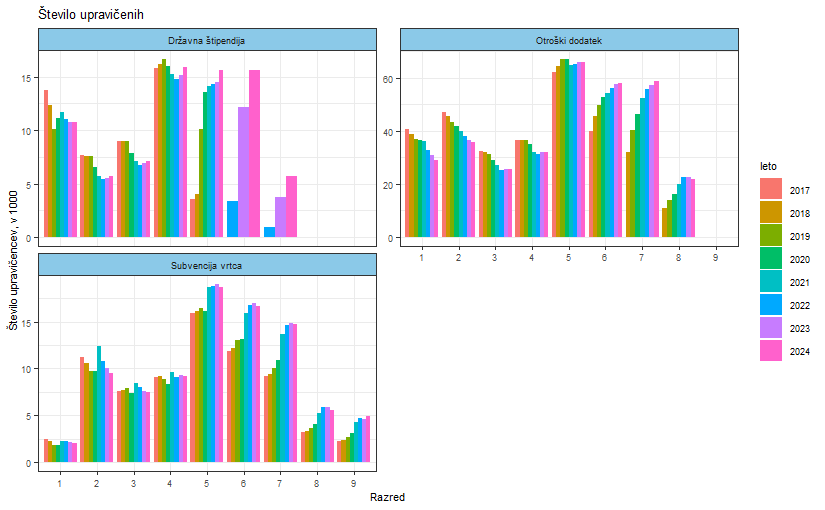 Število upravičenih
Državna štipendija
Otroški dodatek
15
10
5
0
60
40
20
0
1 2 3 4 5 6 7 8 9
Subvencija vrtca
15
10
5
0
1 2 3 4 5 6 7 8 9
Število upravičencev, v 1000
Razred
leto
2017
2018
2019
2020
2021
2022
2023
2024